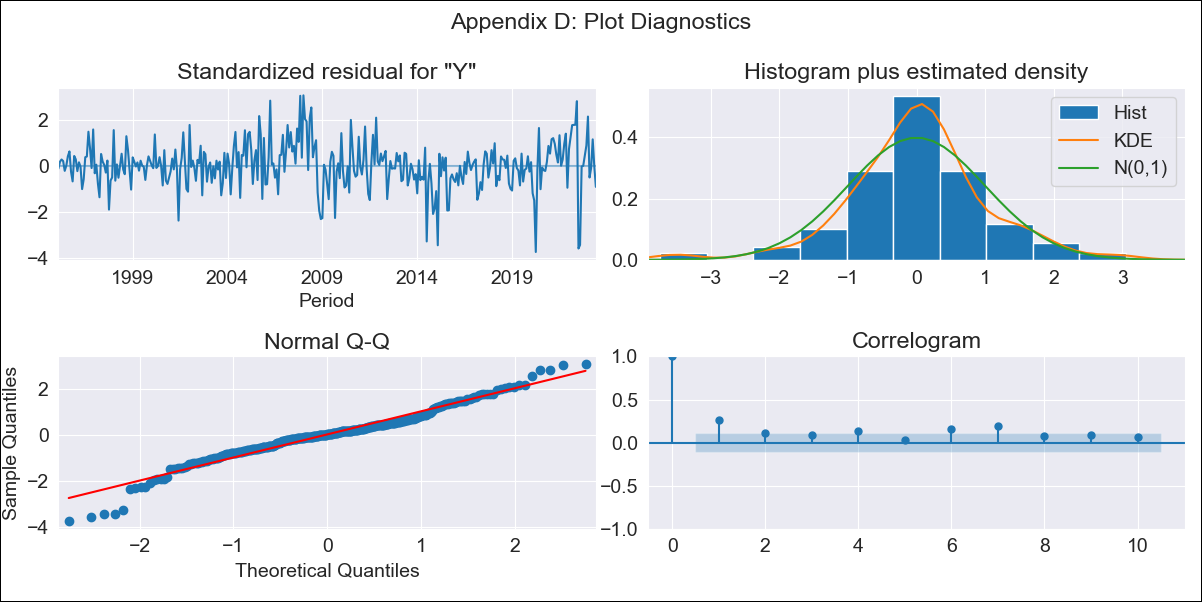 Appendix D: Plot Diagnostics
Standardized residual for "Y"
2
0
−2
−4
1999 2004 2009 2014 2019
Period
Histogram plus estimated density
Hist
KDE
N(0,1)
0.4
0.2
0.0
−3 −2 −1 0 1 2 3
Normal Q-Q
Sample Quantiles
2
0
−2
−4
−2 −1 0 1 2
Theoretical Quantiles
Correlogram
1.0
0.5
0.0
−0.5
−1.0
0 2 4 6 8 10